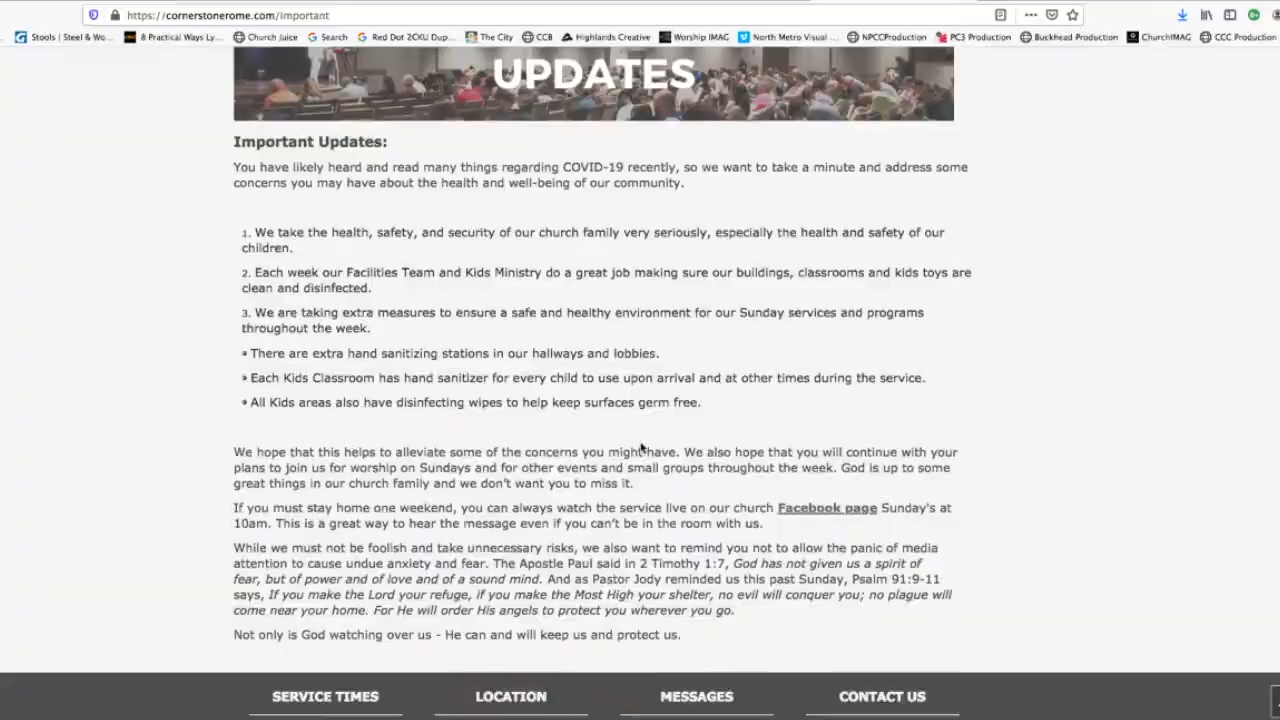 https://cornerstonerome.com/important
Stools | Steel & Wo... 8 Practical Ways Ly... Church Juice Search Red Dot 2CKU Dup... The City CCB Highlands Creative Worship IMAG North Metro Visual ... NPCCProduction PC3 Production Buckhead Production ChurchIMAG CCC Production
UPDATES
Important Updates:
You have likely heard and read many things regarding COVID-19 recently, so we want to take a minute and address some
concerns you may have about the health and well-being of our community.
1. We take the health, safety, and security of our church family very seriously, especially the health and safety of our
children.
2. Each week our Facilities Team and Kids Ministry do a great job making sure our buildings, classrooms and kids toys are
clean and disinfected.
3. We are taking extra measures to ensure a safe and healthy environment for our Sunday services and programs
throughout the week.
• There are extra hand sanitizing stations in our hallways and lobbies.
• Each Kids Classroom has hand sanitizer for every child to use upon arrival and at other times during the service.
• All Kids areas also have disinfecting wipes to help keep surfaces germ free.
We hope that this helps to alleviate some of the concerns you might have. We also hope that you will continue with your
plans to join us for worship on Sundays and for other events and small groups throughout the week. God is up to some
great things in our church family and we don't want you to miss it.
If you must stay home one weekend, you can always watch the service live on our church Facebook page Sunday's at
10am. This is a great way to hear the message even if you can't be in the room with us.
While we must not be foolish and take unnecessary risks, we also want to remind you not to allow the panic of media
attention to cause undue anxiety and fear. The Apostle Paul said in 2 Timothy 1:7, God has not given us a spirit of
fear, but of power and of love and of a sound mind. And as Pastor Jody reminded us this past Sunday, Psalm 91:9-11
says, If you make the Lord your refuge, if you make the Most High your shelter, no evil will conquer you; no plague will
come near your home. For He will order His angels to protect you wherever you go.
Not only is God watching over us - He can and will keep us and protect us.
SERVICE TIMES LOCATION MESSAGES CONTACT US